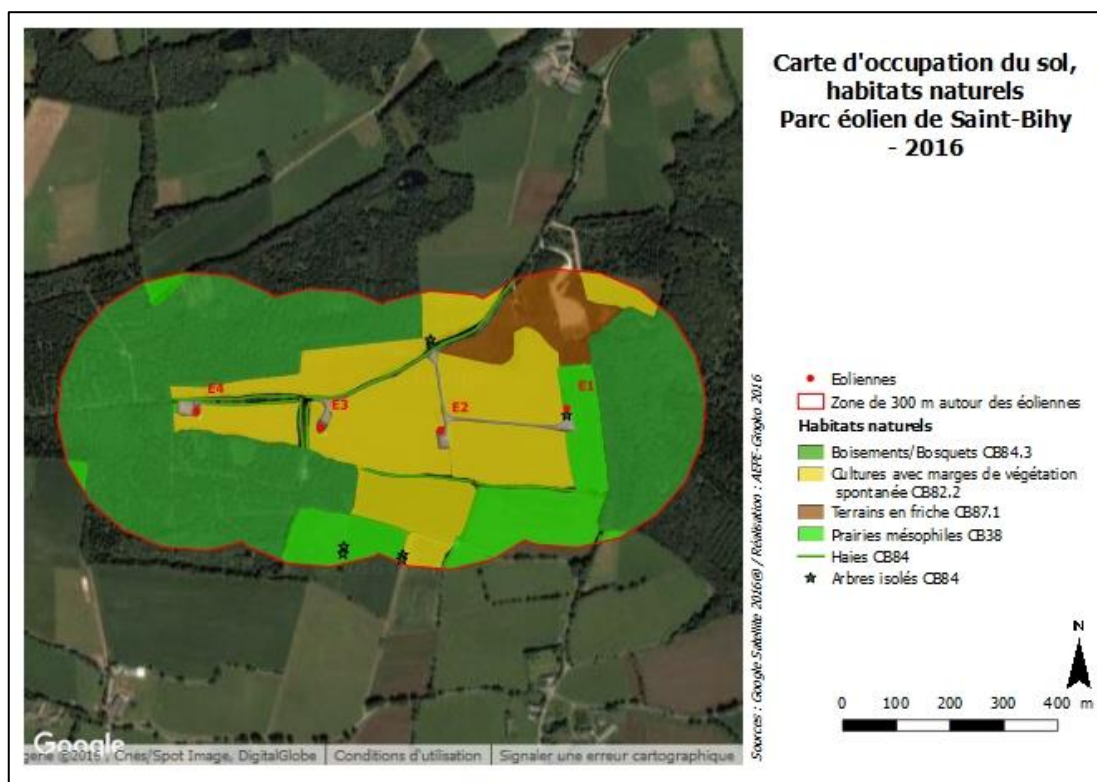 Carte d'occupation du sol,
habitats naturels
Parc éolien de Saint-Bihy
- 2016
E4
E3
E2
E1
Eoliennes
Zone de 300 m autour des éoliennes
Habitats naturels
Boisements/Bosquets CB84.3
Cultures avec marges de végétation
spontanée CB82.2
Terrains en friche CB87.1
Prairies mésophiles CB38
Haies CB84
Arbres isolés CB84
N
0 100 200 300 400 m
Sources : Google Satellite 2016® / Réalisation : AEPE-Gingko 2016
Google
gerie ©2016, Cnes/Spot Image, DigitalGlobe
Conditions d'utilisation
Signaler une erreur cartographique